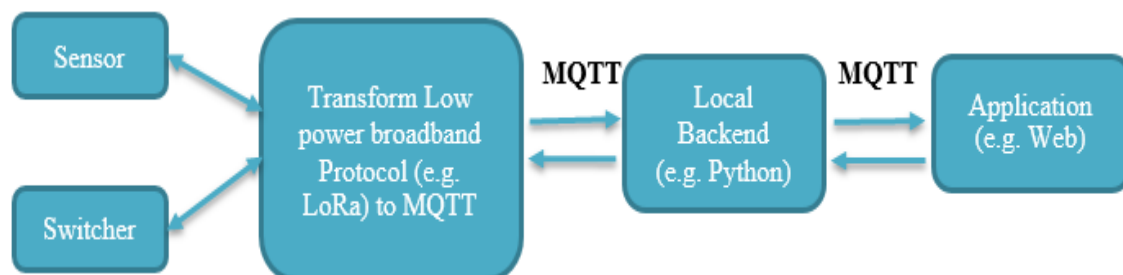 Sensor
Switcher
Transform Low
power broadband
Protocol (e.g.
LoRa) to MQTT
MQTT
Local
Backend
(e.g. Python)
MQTT
Application
(e.g. Web)